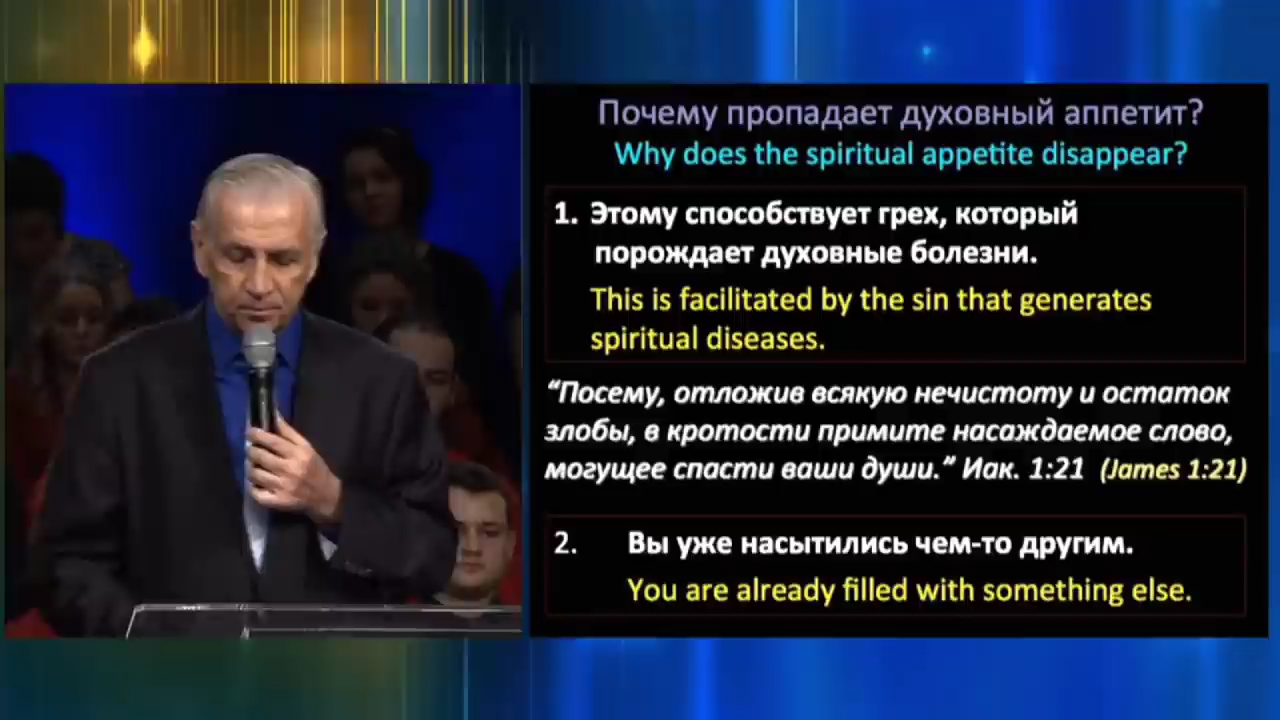 Почему пропадает духовный аппетит?
Why does the spiritual appetite disappear?
1. Этому способствует грех, который
порождает духовные болезни.
This is facilitated by the sin that generates
spiritual diseases.
“Посему, отложив всякую нечистоту и остаток
злобы, в кротости примите насаждаемое слово,
могущее спасти ваши души.” Иак. 1:21 (James 1:21)
2. Вы уже насытились чем-то другим.
You are already filled with something else.